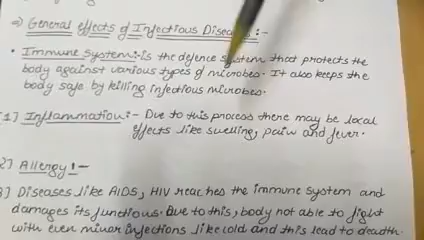 ⇒ General effects of Infectious Diseases:-
• Immune System:- is the defence system that protects the
body against various types of microbes. It also keeps the
body safe by killing infectious microbes.
(1) Inflammation:- Due to this process there may be local
effects like swelling, pain and fever.
2) Allergy:-
3) Diseases like AIDS, HIV reaches the immune system and
damages its functions. Due to this, body not able to fight
with even minor infections like cold and this lead to deadth.